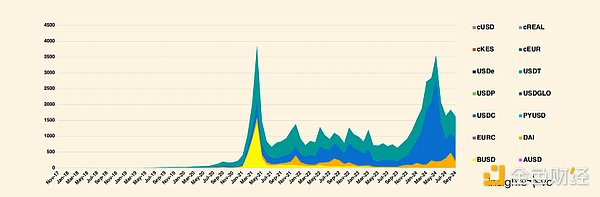 4500
4000
3500
3000
2500
2000
1500
1000
500
0
Nov-17 Jan-18 Mar-18 May-18 Jul-18 Sep-18 Nov-18 Jan-19 Mar-19 May-19 Jul-19 Sep-19 Nov-19 Jan-20 Mar-20 May-20 Jul-20 Sep-20 Nov-20 Jan-21 Mar-21 May-21 Jul-21 Sep-21 Nov-21 Jan-22 Mar-22 May-22 Jul-22 Sep-22 Nov-22 Jan-23 Mar-23 May-23 Jul-23 Sep-23 Nov-23 Jan-24 Mar-24 May-24 Jul-24 Sep-24
cUSD cREAL
cKES cEUR
USDe USDT
USDP USDGLO
USDC PYUSD
EURC DAI
BUSD AUSD
金色财经